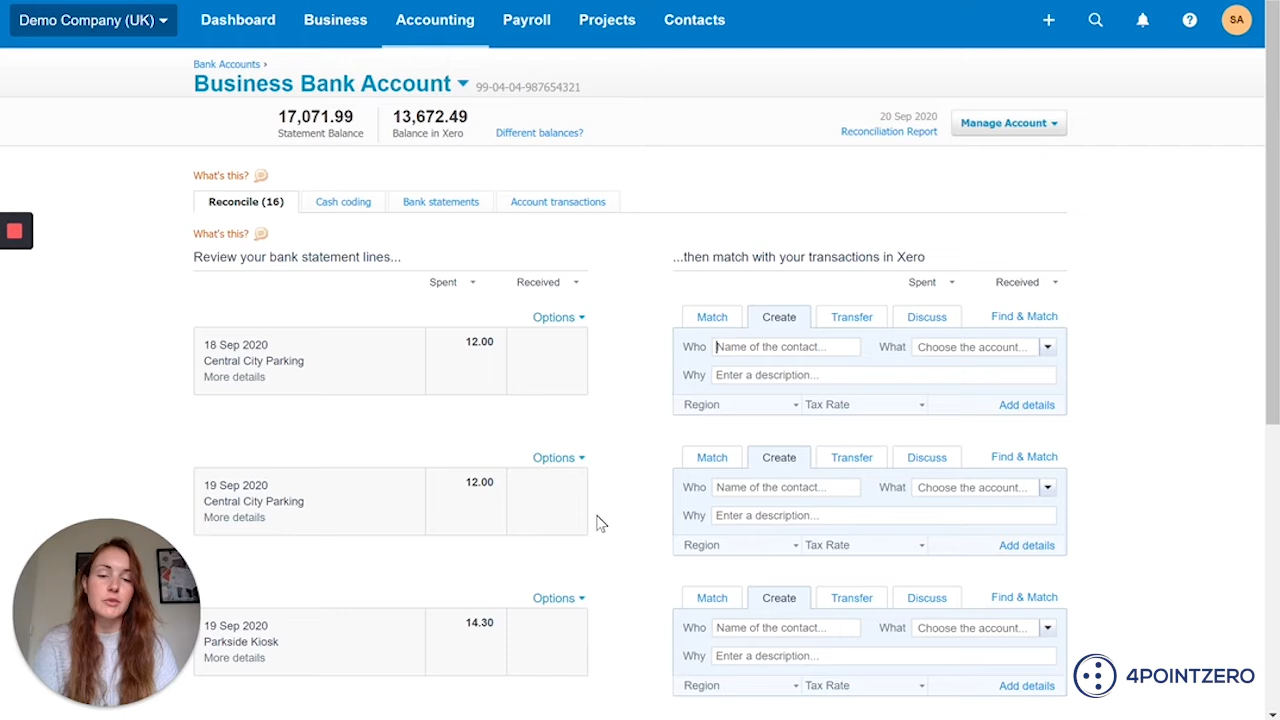 Demo Company (UK) Dashboard Business Accounting Payroll Projects Contacts SA
Bank Accounts ›
Business Bank Account 99-04-04-987654321
17,071.99 13,672.49 20 Sep 2020 Manage Account
Statement Balance Balance in Xero Different balances? Reconciliation Report
What's this?
Reconcile (16) Cash coding Bank statements Account transactions
What's this?
Review your bank statement lines... ...then match with your transactions in Xero
Spent Received Spent Received
Options Match Create Transfer Discuss Find & Match
18 Sep 2020 12.00 Who Name of the contact... What Choose the account...
Central City Parking
More details Why Enter a description...
Region Tax Rate Add details
Options Match Create Transfer Discuss Find & Match
19 Sep 2020 12.00 Who Name of the contact... What Choose the account...
Central City Parking
More details Why Enter a description...
Region Tax Rate Add details
Options Match Create Transfer Discuss Find & Match
19 Sep 2020 14.30 Who Name of the contact... What Choose the account...
Parkside Kiosk
More details Why Enter a description...
Region Tax Rate Add details
4POINTZERO